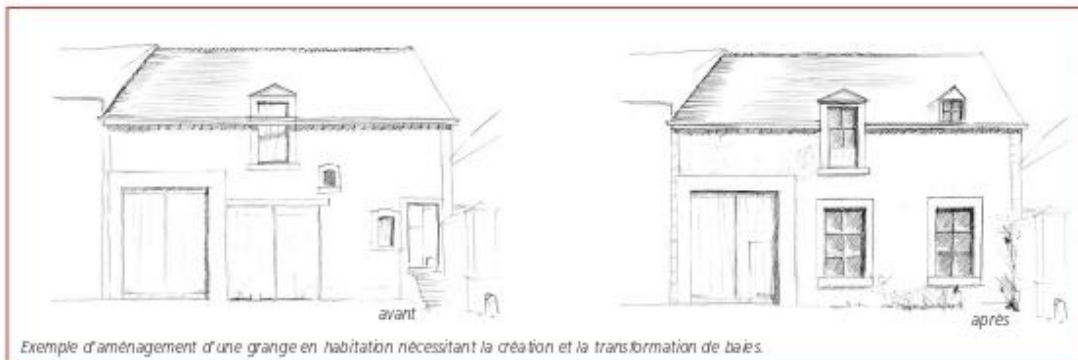 avant
après
Exemple d'aménagement d'une grange en habitation nécessitant la création et la transformation de baies.